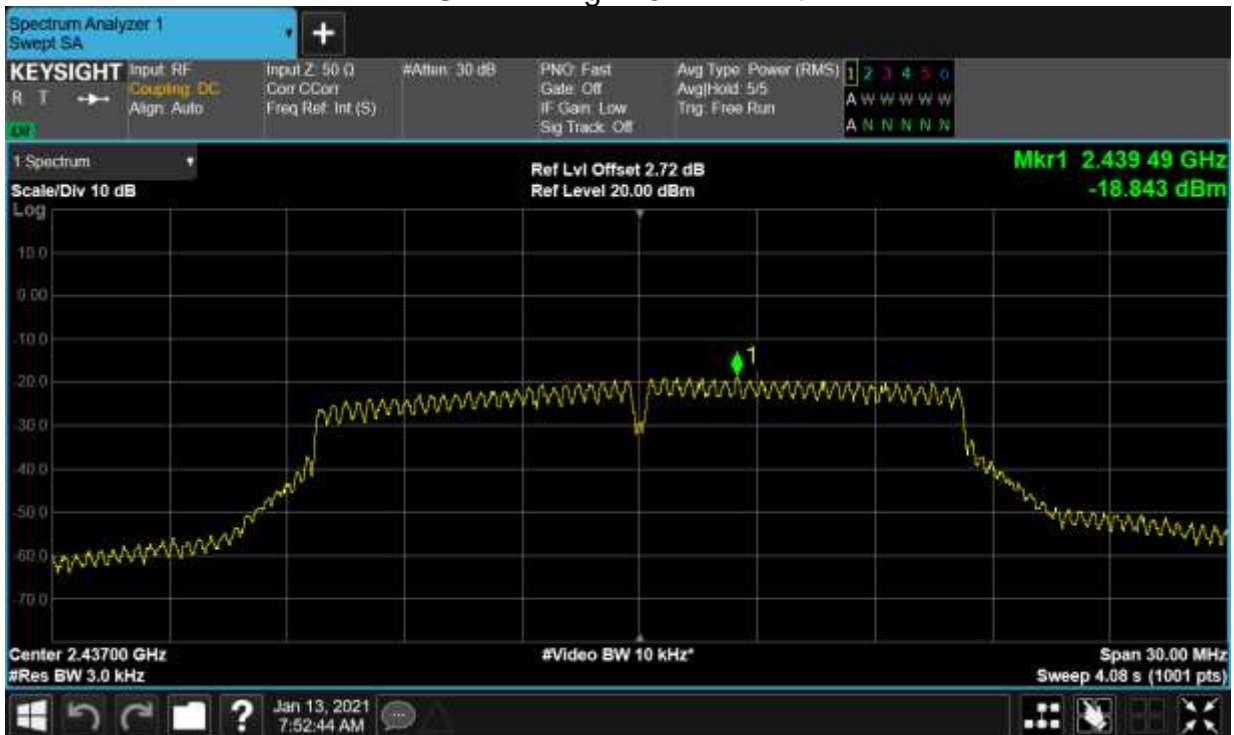 Spectrum Analyzer 1
Swept SA
+
KEYSIGHT
R T
Input: RF
Coupling: DC
Align: Auto
Input Z: 50 Ω
Corr CCorr
Freq Ref: Int (S)
#Atten: 30 dB
PNO: Fast
Gate: Off
IF Gain: Low
Sig Track: Off
Avg Type: Power (RMS)
Avg|Hold: 5/5
Trig: Free Run
1 2 3 4 5 6
A W W W W W
A N N N N N
1 Spectrum
Scale/Div 10 dB
Log
Ref Lvl Offset 2.72 dB
Ref Level 20.00 dBm
Mkr1 2.439 49 GHz
-18.843 dBm
10.0
0.00
-10.0
-20.0
-30.0
-40.0
-50.0
-60.0
-70.0
1
Center 2.43700 GHz
#Res BW 3.0 kHz
#Video BW 10 kHz*
Span 30.00 MHz
Sweep 4.08 s (1001 pts)
?
Jan 13, 2021
7:52:44 AM